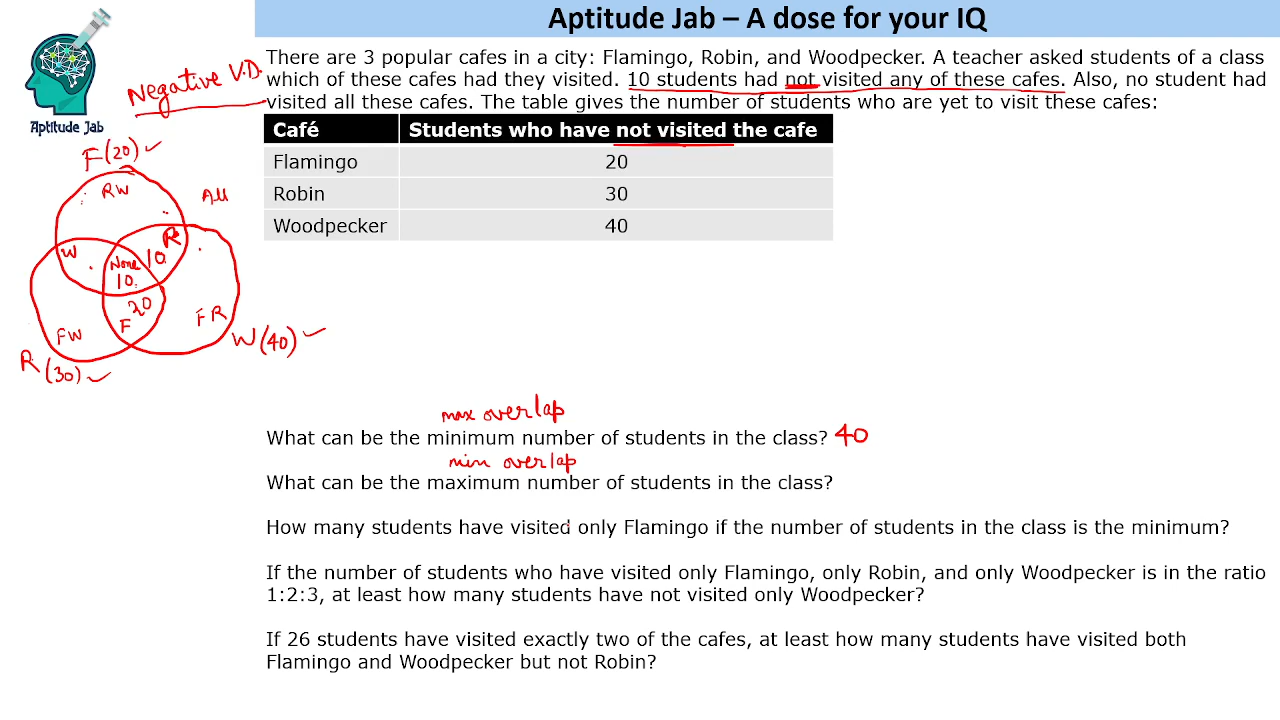 Aptitude Jab – A dose for your IQ
Aptitude Jab
There are 3 popular cafes in a city: Flamingo, Robin, and Woodpecker. A teacher asked students of a class
which of these cafes had they visited. 10 students had not visited any of these cafes. Also, no student had
visited all these cafes. The table gives the number of students who are yet to visit these cafes:
Negative V.D.
Café Students who have not visited the cafe
Flamingo 20
Robin 30
Woodpecker 40
F (20)
RW
All
W
R
10
None
10
20
F
FW
FR
R (30)
W (40)
max overlap
What can be the minimum number of students in the class? 40
min overlap
What can be the maximum number of students in the class?
How many students have visited only Flamingo if the number of students in the class is the minimum?
If the number of students who have visited only Flamingo, only Robin, and only Woodpecker is in the ratio
1:2:3, at least how many students have not visited only Woodpecker?
If 26 students have visited exactly two of the cafes, at least how many students have visited both
Flamingo and Woodpecker but not Robin?